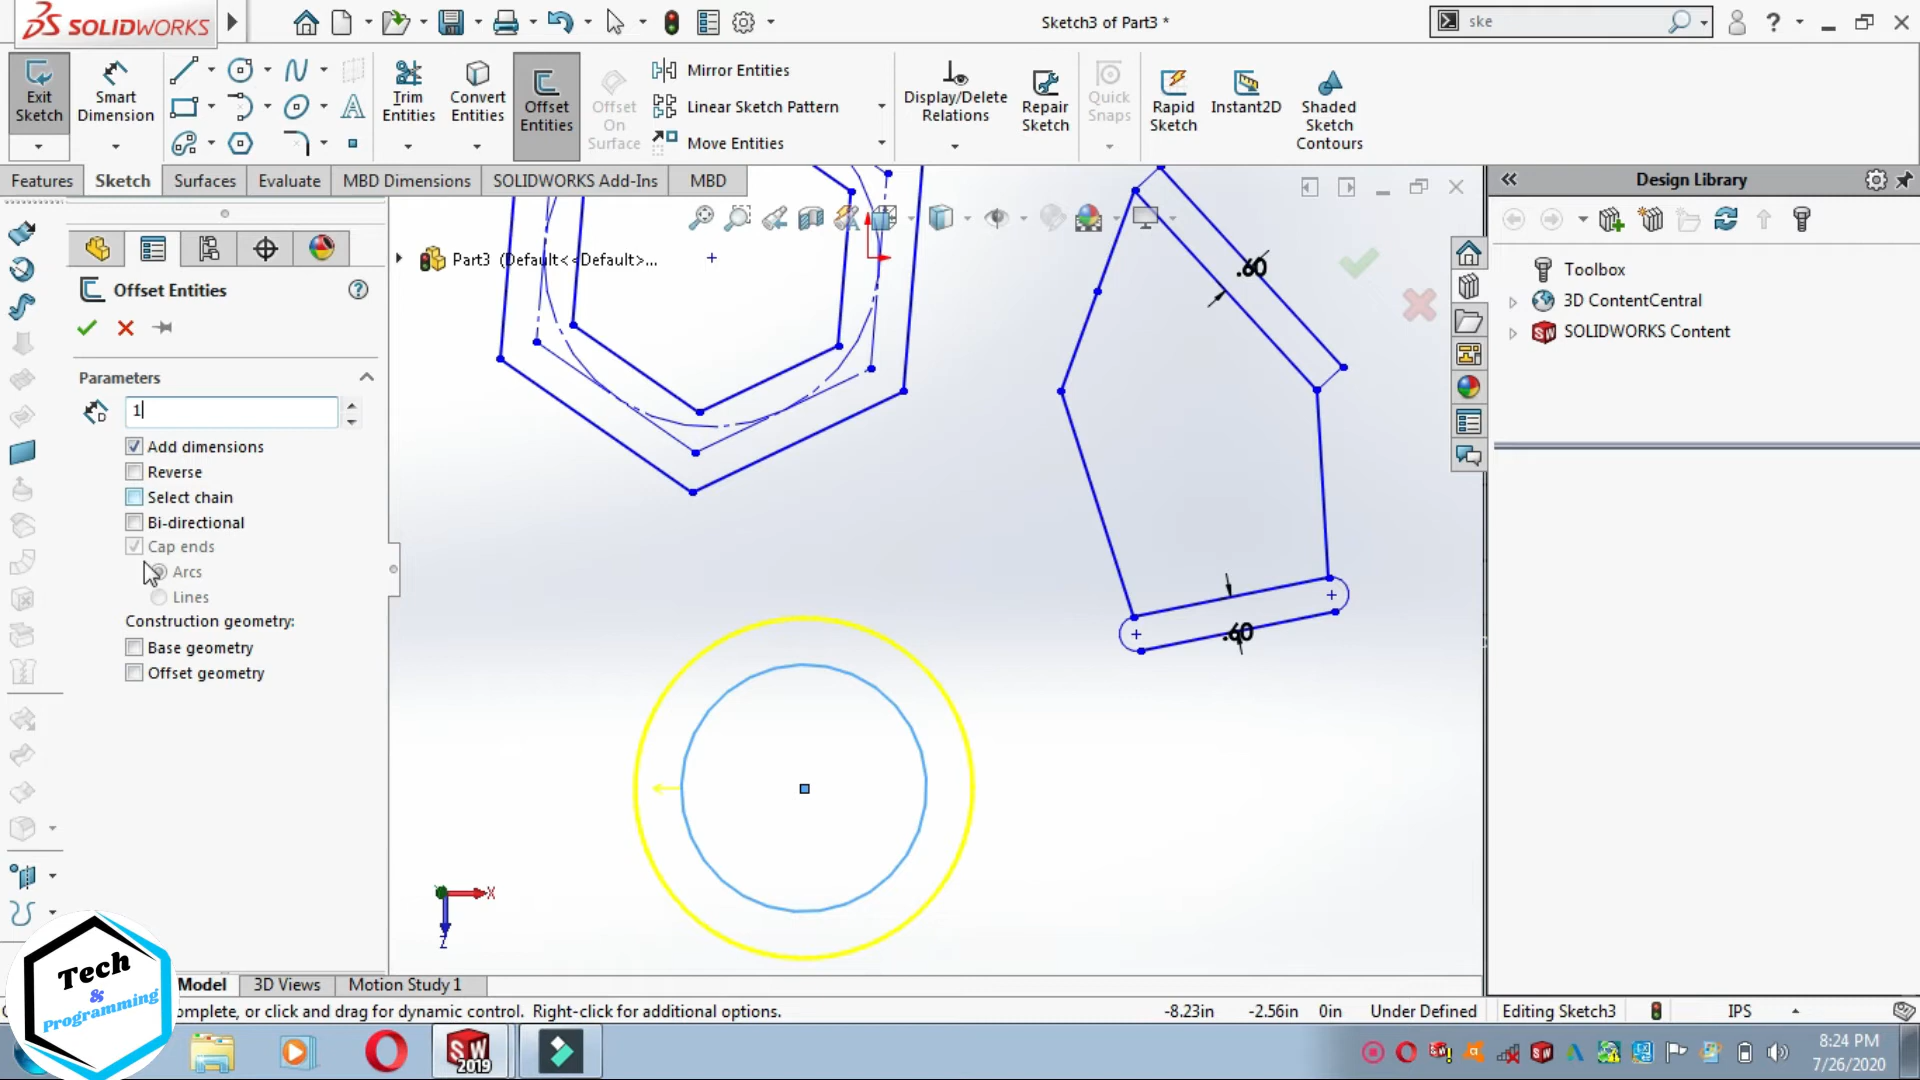 SOLIDWORKS
Sketch3 of Part3 *
ske
Exit Sketch
Smart Dimension
Trim Entities
Convert Entities
Offset Entities
Offset On Surface
Mirror Entities
Linear Sketch Pattern
Move Entities
Display/Delete Relations
Repair Sketch
Quick Snaps
Rapid Sketch
Instant2D
Shaded Sketch Contours
Features
Sketch
Surfaces
Evaluate
MBD Dimensions
SOLIDWORKS Add-Ins
MBD
Design Library
Part3 (Default<<Default>...
Offset Entities
Parameters
1
Add dimensions
Reverse
Select chain
Bi-directional
Cap ends
Arcs
Lines
Construction geometry:
Base geometry
Offset geometry
.60
.60
X
Z
Toolbox
3D ContentCentral
SOLIDWORKS Content
Model
3D Views
Motion Study 1
omplete, or click and drag for dynamic control. Right-click for additional options.
-8.23in
-2.56in
0in
Under Defined
Editing Sketch3
IPS
Tech
&
Programming
SW
2019
8:24 PM
7/26/2020